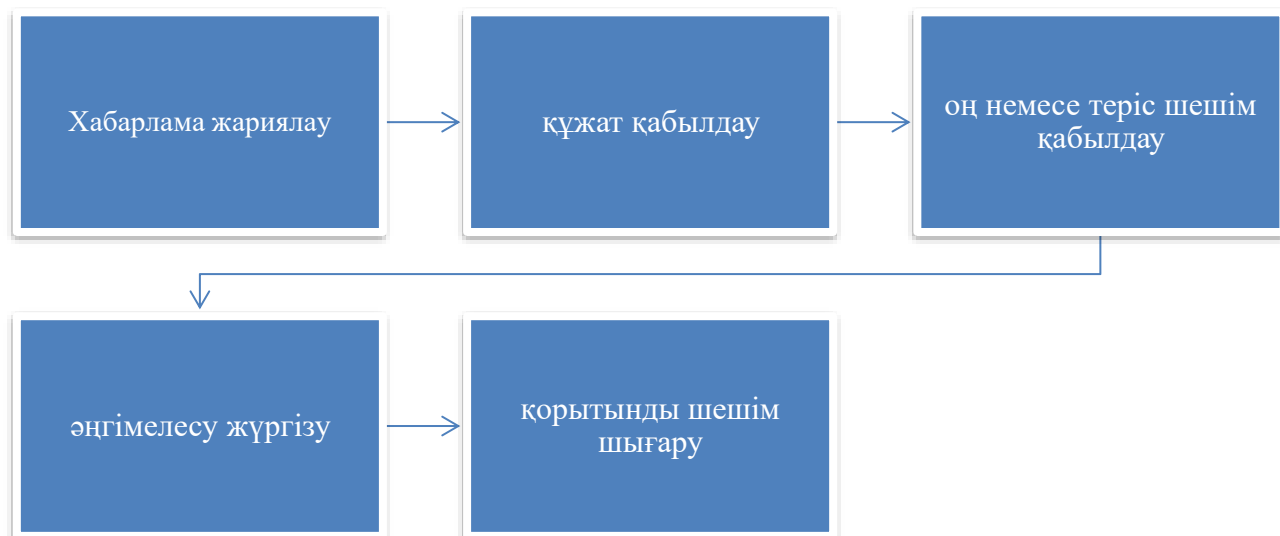 Хабарлама жариялау
құжат қабылдау
оң немесе теріс шешім
қабылдау
әңгімелесу жүргізу
қорытынды шешім
шығару